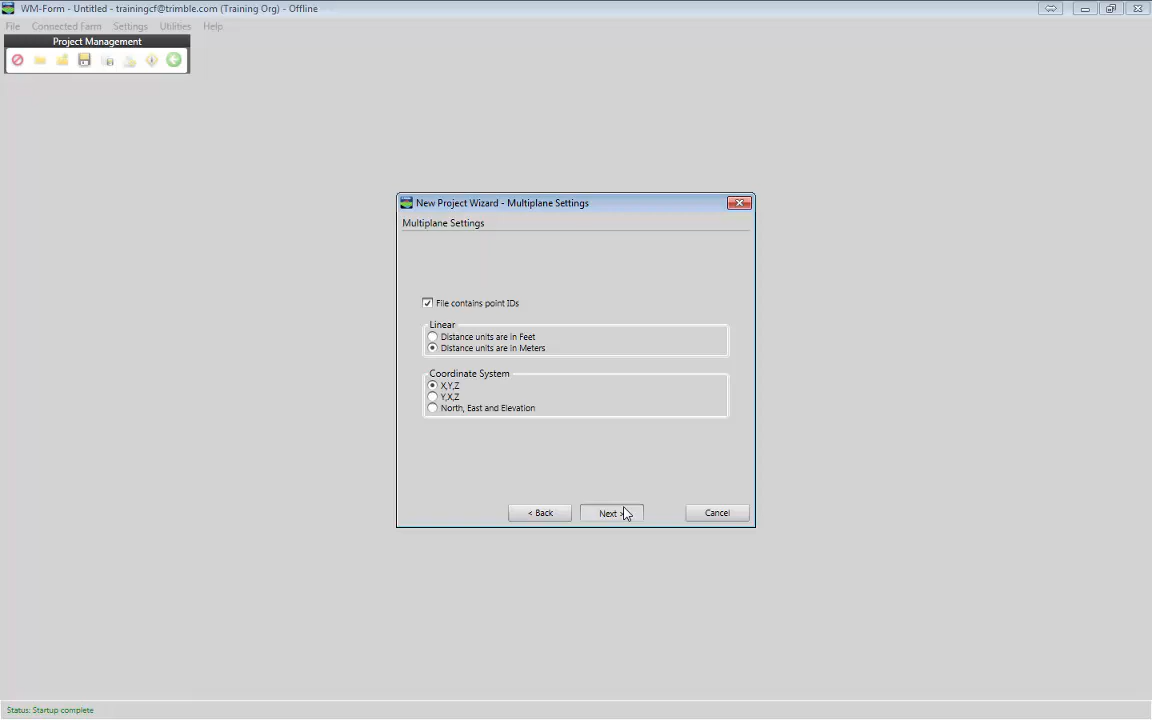 WM-Form - Untitled - trainingcf@trimble.com (Training Org) - Offline
File Connected Farm Settings Utilities Help
Project Management
New Project Wizard - Multiplane Settings
Multiplane Settings
File contains point IDs
Linear
Distance units are in Feet
Distance units are in Meters
Coordinate System
X,Y,Z
Y,X,Z
North, East and Elevation
< Back Next > Cancel
Status: Startup complete